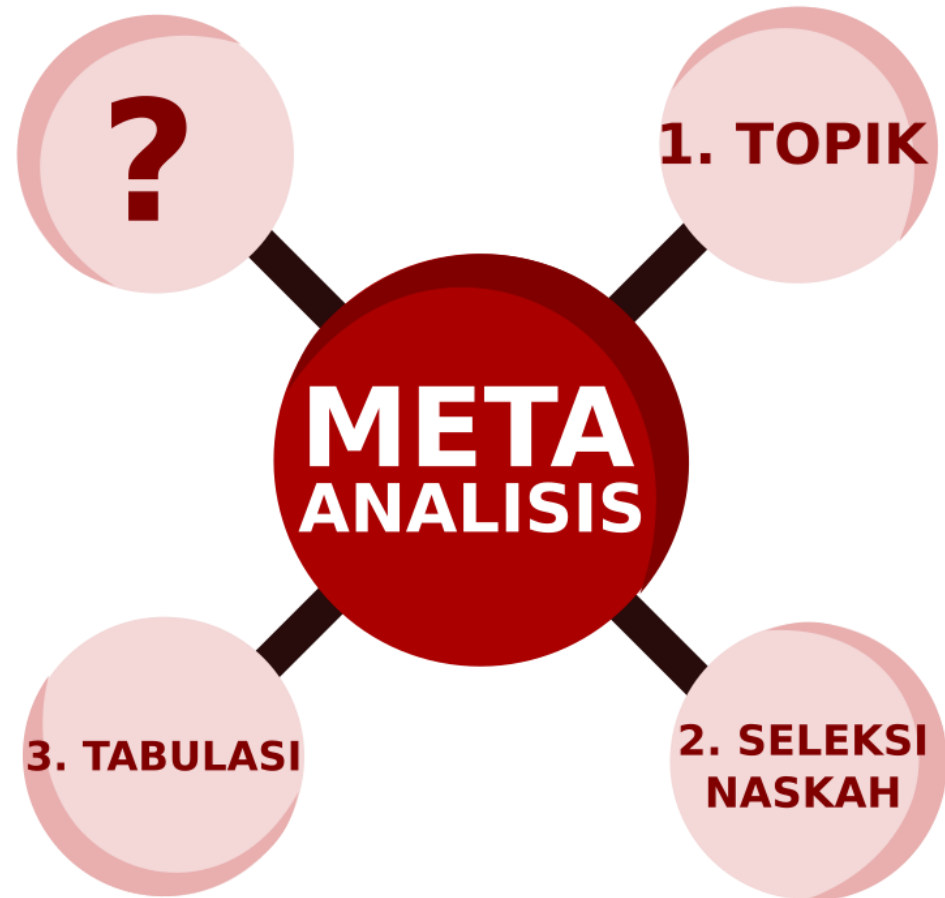 ?
1. TOPIK
META
ANALISIS
3. TABULASI
2. SELEKSI
NASKAH